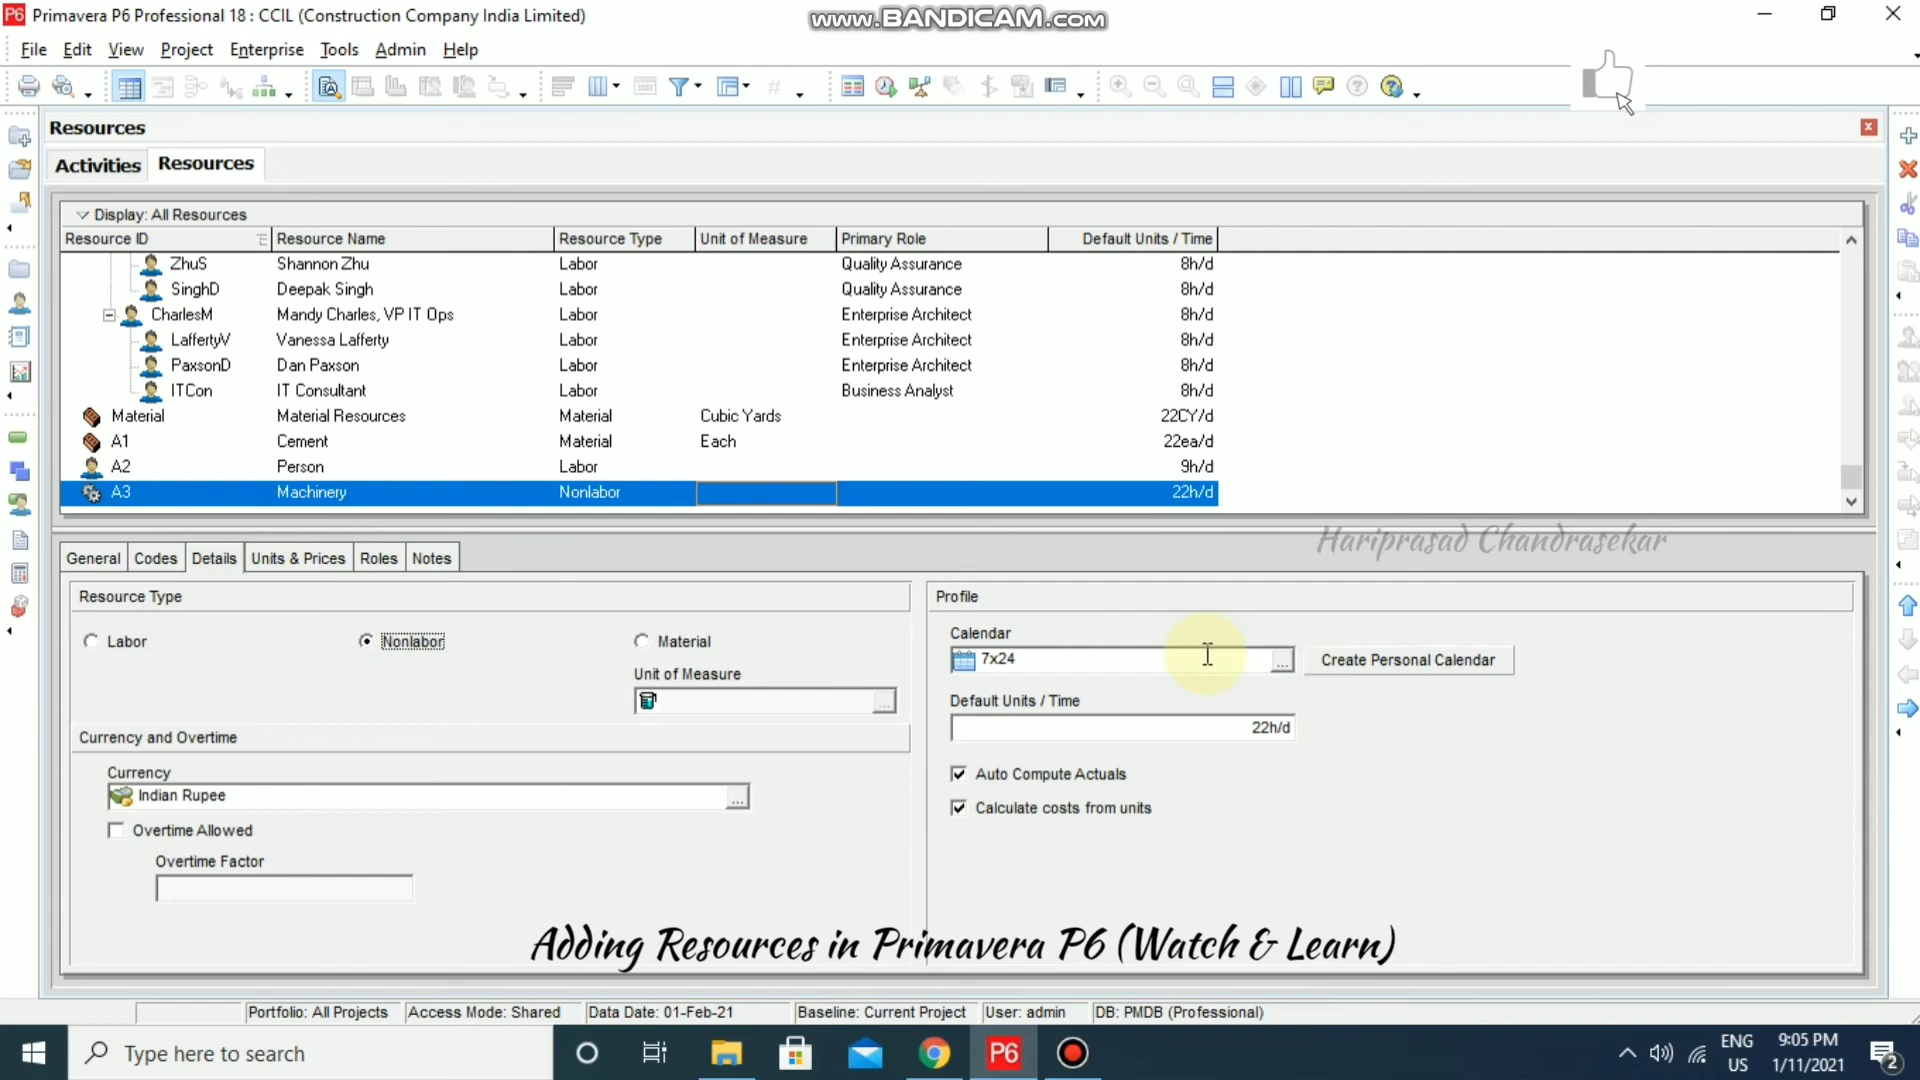 P6 Primavera P6 Professional 18 : CCIL (Construction Company India Limited)
www.BANDICAM.com
File Edit View Project Enterprise Tools Admin Help
Resources
Activities Resources
Display: All Resources
Resource ID Resource Name Resource Type Unit of Measure Primary Role Default Units / Time
ZhuS Shannon Zhu Labor Quality Assurance 8h/d
SinghD Deepak Singh Labor Quality Assurance 8h/d
CharlesM Mandy Charles, VP IT Ops Labor Enterprise Architect 8h/d
LaffertyV Vanessa Lafferty Labor Enterprise Architect 8h/d
PaxsonD Dan Paxson Labor Enterprise Architect 8h/d
ITCon IT Consultant Labor Business Analyst 8h/d
Material Material Resources Material Cubic Yards 22CY/d
A1 Cement Material Each 22ea/d
A2 Person Labor 9h/d
A3 Machinery Nonlabor 22h/d
Hariprasad Chandrasekar
General Codes Details Units & Prices Roles Notes
Resource Type
Labor Nonlabor Material
Unit of Measure
...
Currency and Overtime
Currency
Indian Rupee ...
Overtime Allowed
Overtime Factor
Profile
Calendar
7x24 ... Create Personal Calendar
Default Units / Time
22h/d
Auto Compute Actuals
Calculate costs from units
Adding Resources in Primavera P6 (Watch & Learn)
Portfolio: All Projects Access Mode: Shared Data Date: 01-Feb-21 Baseline: Current Project User: admin DB: PMDB (Professional)
Type here to search
P6
ENG
US
9:05 PM
1/11/2021
2